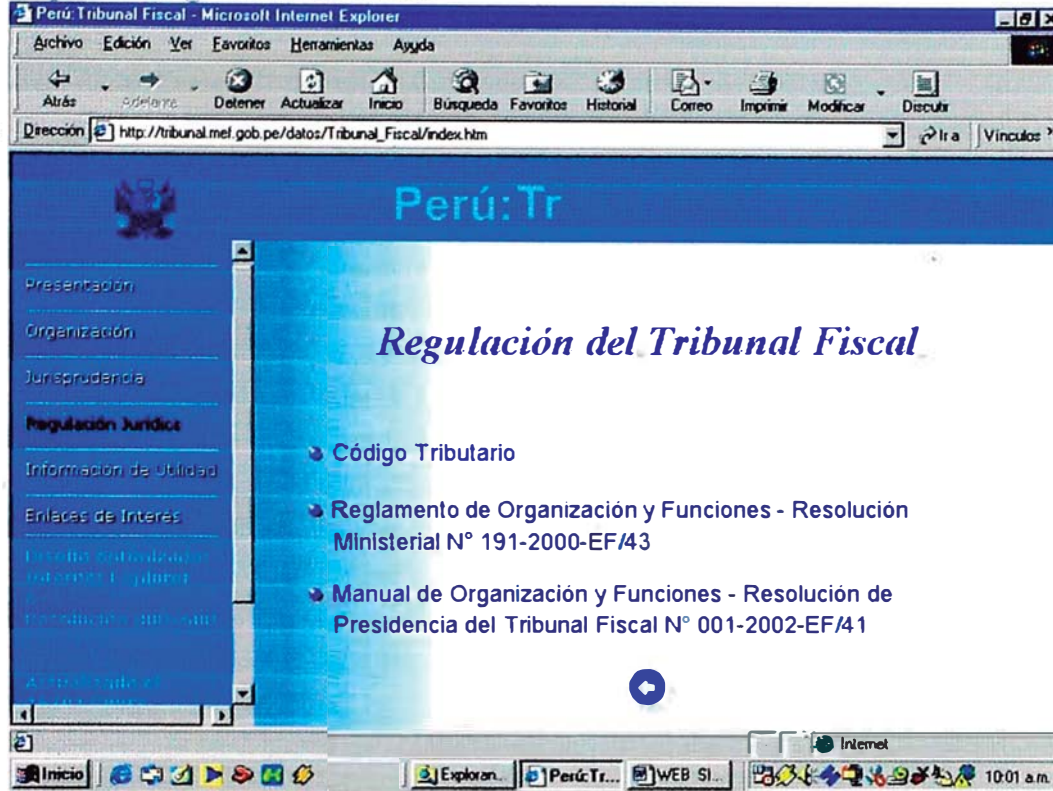 Perú:Tribunal Fiscal - Microsoft Internet Explorer
Archivo Edición Ver Favoritos Herramientas Ayuda
Atrás Adelante Detener Actualizar Inicio Búsqueda Favoritos Historial Correo Imprimir Modificar Discutir
Dirección http://tribunal.mef.gob.pe/datos/Tribunal_Fiscal/index.htm Ir a Vínculos »
Perú:Tr
Presentación
Organización
Jurisprudencia
Regulación Jurídica
Información de Utilidad
Enlaces de Interés
Regulación del Tribunal Fiscal
Código Tributario
Reglamento de Organización y Funciones - Resolución
Ministerial N° 191-2000-EF/43
Manual de Organización y Funciones - Resolución de
Presidencia del Tribunal Fiscal N° 001-2002-EF/41
Internet
Inicio Exploran... Perú:Tr... WEB SI... 10:01 a.m.